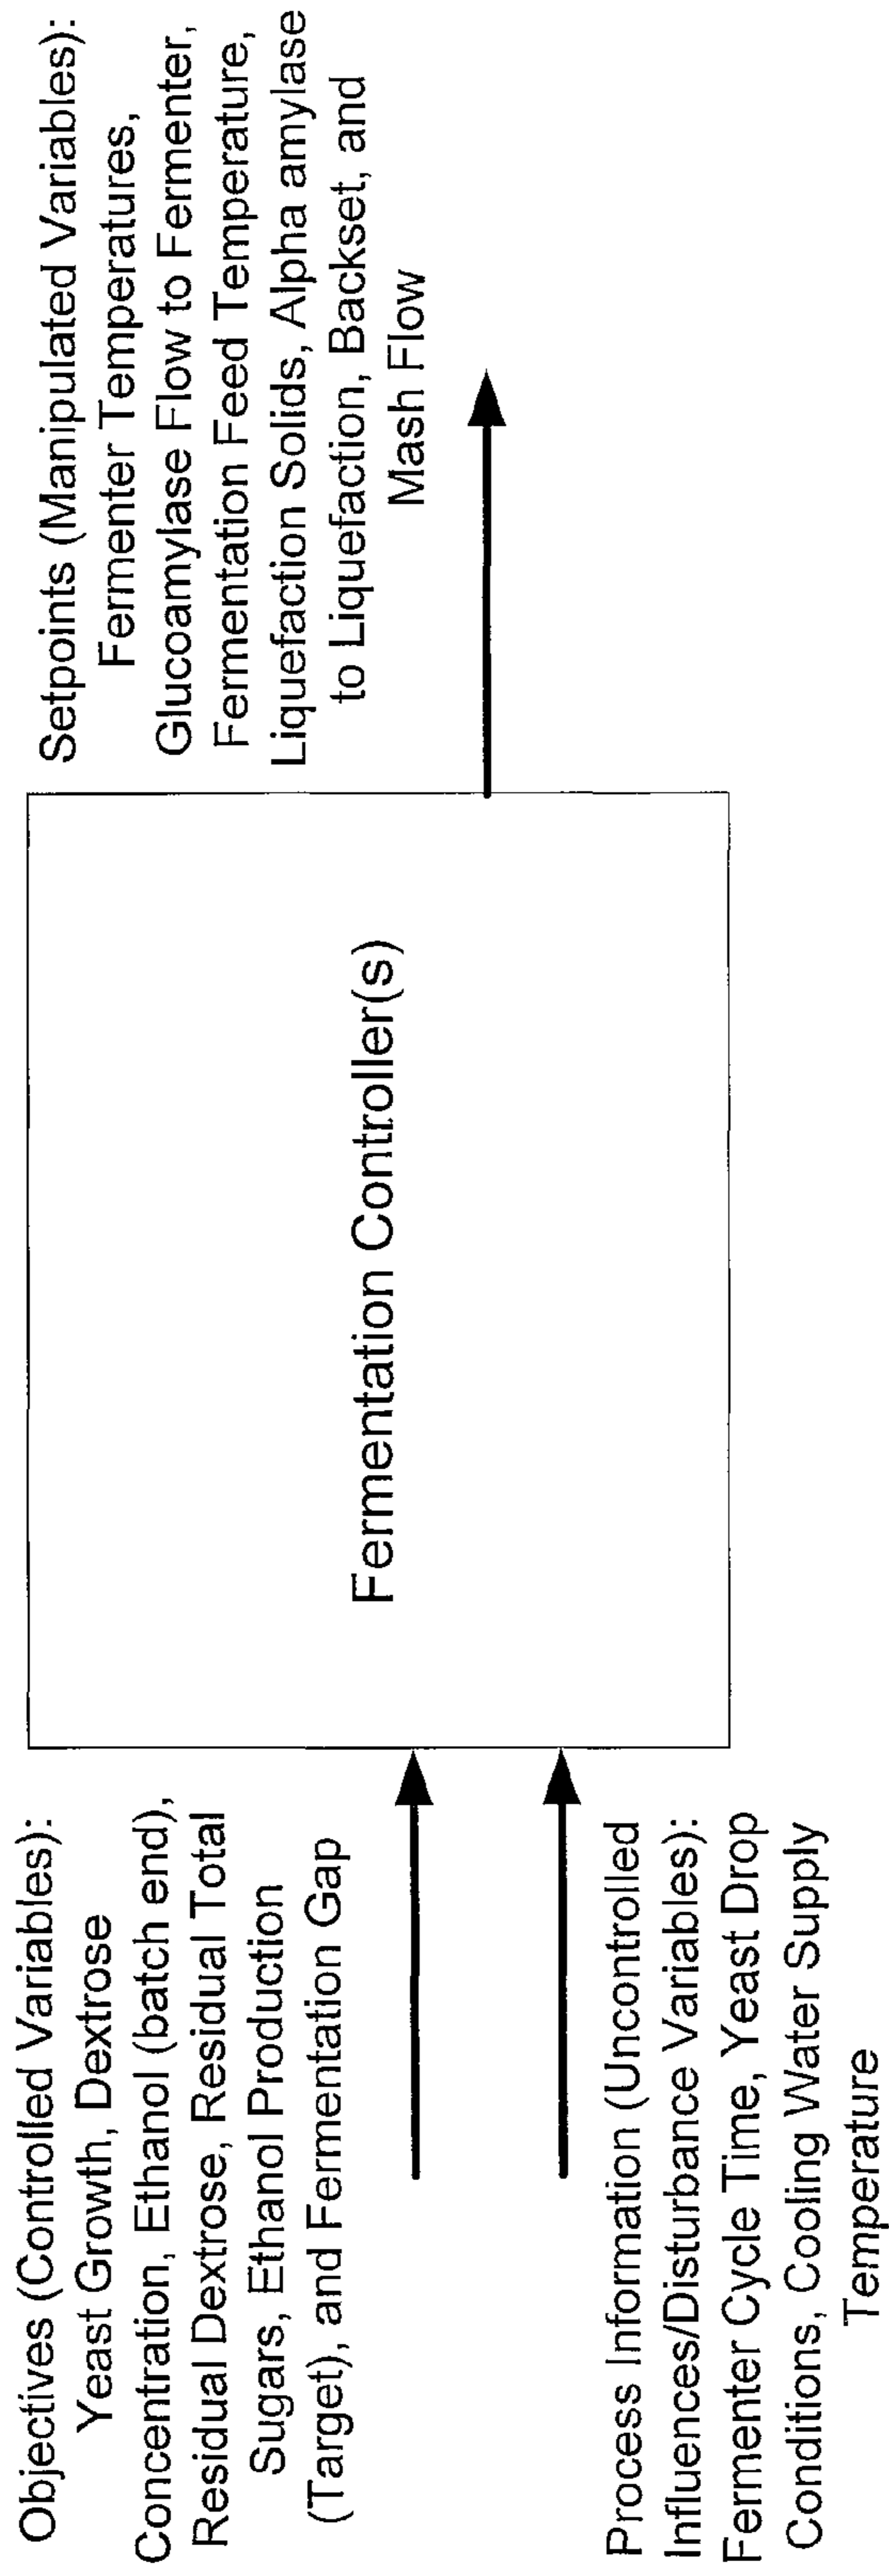 Objectives (Controlled Variables):
Yeast Growth, Dextrose
Concentration, Ethanol (batch end),
Residual Dextrose, Residual Total
Sugars, Ethanol Production
(Target), and Fermentation Gap
Process Information (Uncontrolled
Influences/Disturbance Variables):
Fermenter Cycle Time, Yeast Drop
Conditions, Cooling Water Supply
Temperature
Fermentation Controller(s)
Setpoints (Manipulated Variables):
Fermenter Temperatures,
Glucoamylase Flow to Fermenter,
Fermentation Feed Temperature,
Liquefaction Solids, Alpha amylase
to Liquefaction, Backset, and
Mash Flow